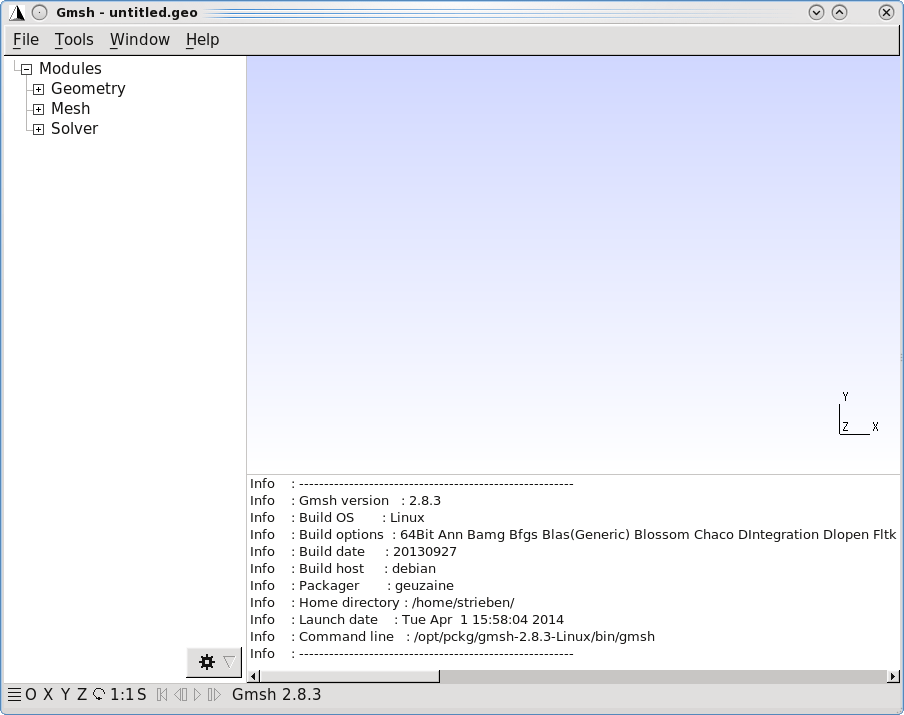 Gmsh - untitled.geo
File Tools Window Help
Modules
Geometry
Mesh
Solver
Y
Z X
Info : -------------------------------------------------------
Info : Gmsh version : 2.8.3
Info : Build OS : Linux
Info : Build options : 64Bit Ann Bamg Bfgs Blas(Generic) Blossom Chaco DIntegration Dlopen Fltk
Info : Build date : 20130927
Info : Build host : debian
Info : Packager : geuzaine
Info : Home directory : /home/strieben/
Info : Launch date : Tue Apr 1 15:58:04 2014
Info : Command line : /opt/pckg/gmsh-2.8.3-Linux/bin/gmsh
Info : -------------------------------------------------------
O X Y Z 1:1 S Gmsh 2.8.3